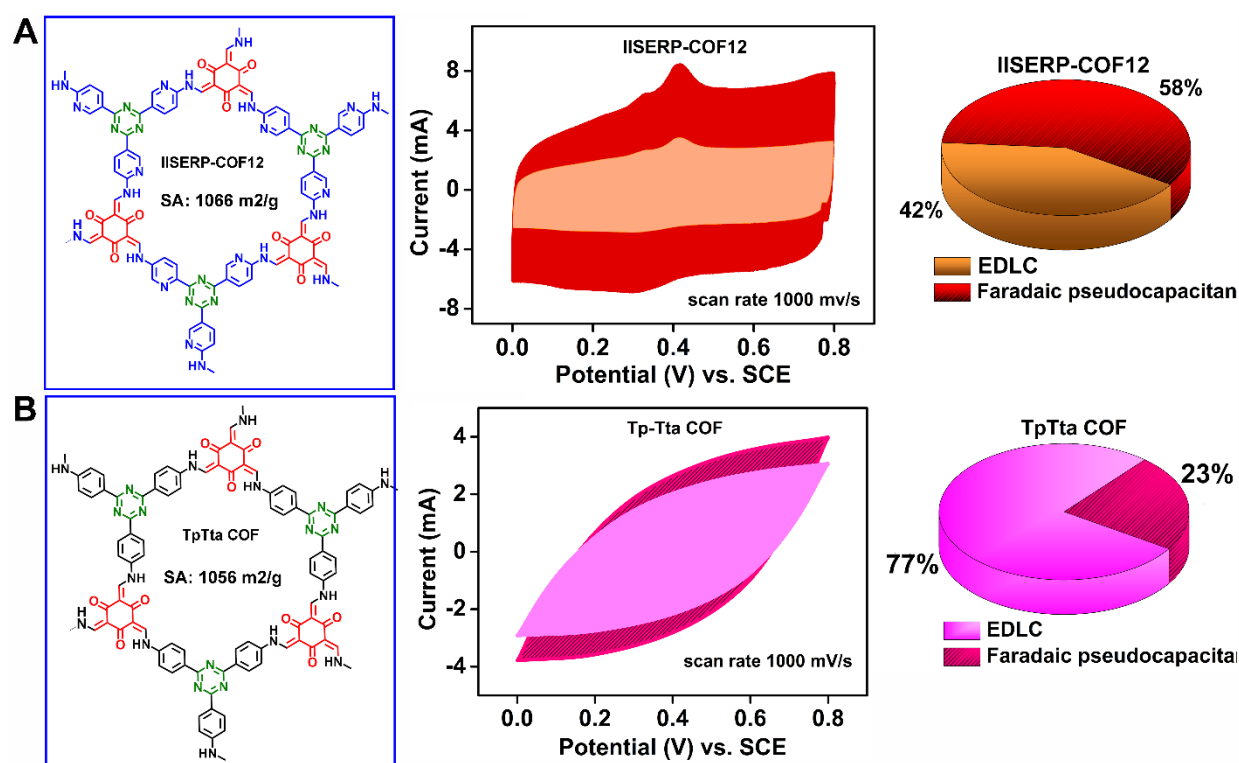 A
IISERP-COF12
SA: 1066 m2/g
IISERP-COF12
8
4
0
-4
-8
Current (mA)
scan rate 1000 mv/s
0.0 0.2 0.4 0.6 0.8
Potential (V) vs. SCE
IISERP-COF12
58%
42%
EDLC
Faradaic pseudocapacitan
B
TpTta COF
SA: 1056 m2/g
Tp-Tta COF
4
2
0
-2
-4
Current (mA)
scan rate 1000 mV/s
0.0 0.2 0.4 0.6 0.8
Potential (V) vs. SCE
TpTta COF
23%
77%
EDLC
Faradaic pseudocapacitan